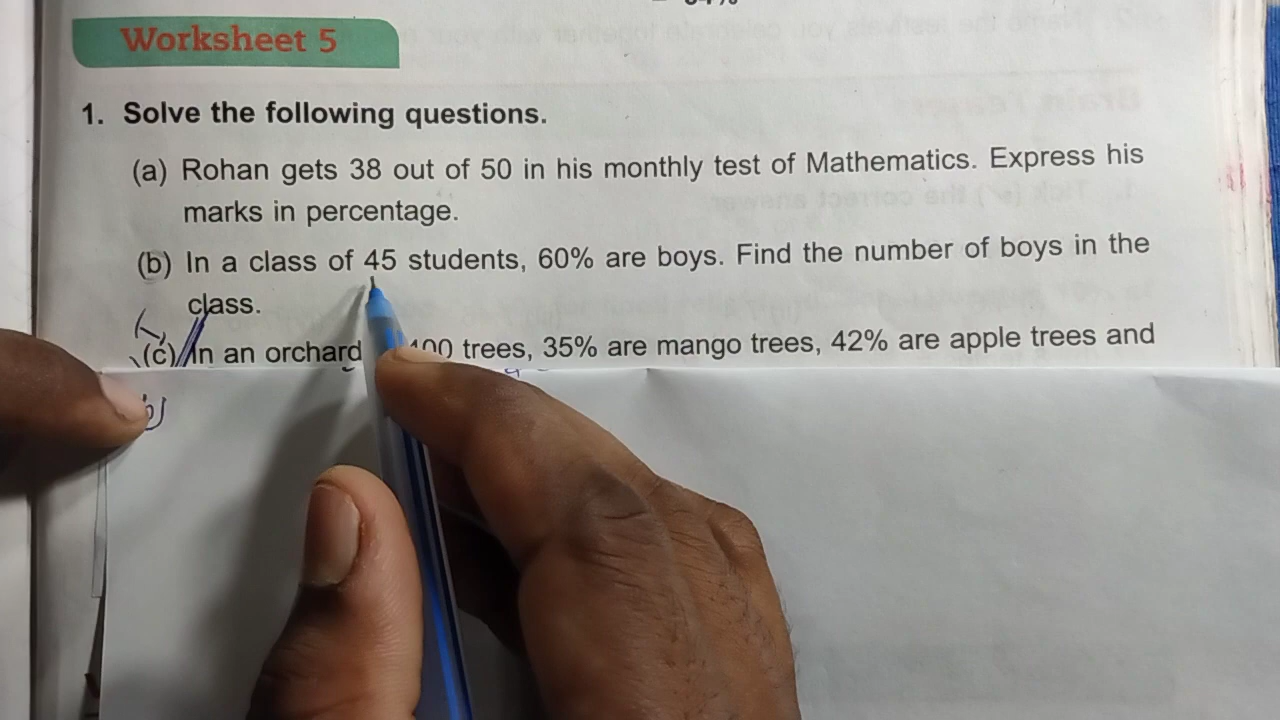 Worksheet 5
1. Solve the following questions.
(a) Rohan gets 38 out of 50 in his monthly test of Mathematics. Express his
marks in percentage.
(b) In a class of 45 students, 60% are boys. Find the number of boys in the
class.
(c) In an orchard 400 trees, 35% are mango trees, 42% are apple trees and
b)